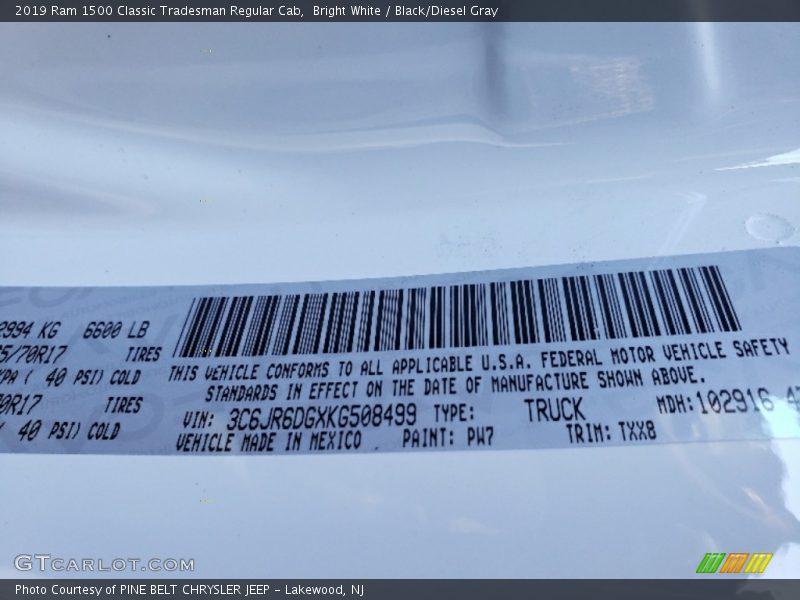 2019 Ram 1500 Classic Tradesman Regular Cab, Bright White / Black/Diesel Gray
2994 KG 6600 LB
5/70R17 TIRES
KPA ( 40 PSI) COLD
0R17 TIRES
( 40 PSI) COLD
THIS VEHICLE CONFORMS TO ALL APPLICABLE U.S.A. FEDERAL MOTOR VEHICLE SAFETY
STANDARDS IN EFFECT ON THE DATE OF MANUFACTURE SHOWN ABOVE.
VIN: 3C6JR6DGXKG508499 TYPE: TRUCK MDH: 102916
VEHICLE MADE IN MEXICO PAINT: PW7 TRIM: TXX8
GTCARLOT.COM
Photo Courtesy of PINE BELT CHRYSLER JEEP - Lakewood, NJ